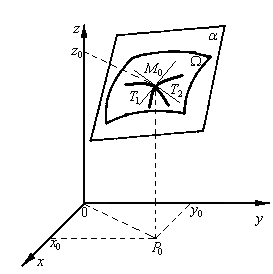 z
α
z₀
M₀
Ω
T₁
T₂
0
y₀
y
x₀
P₀
x